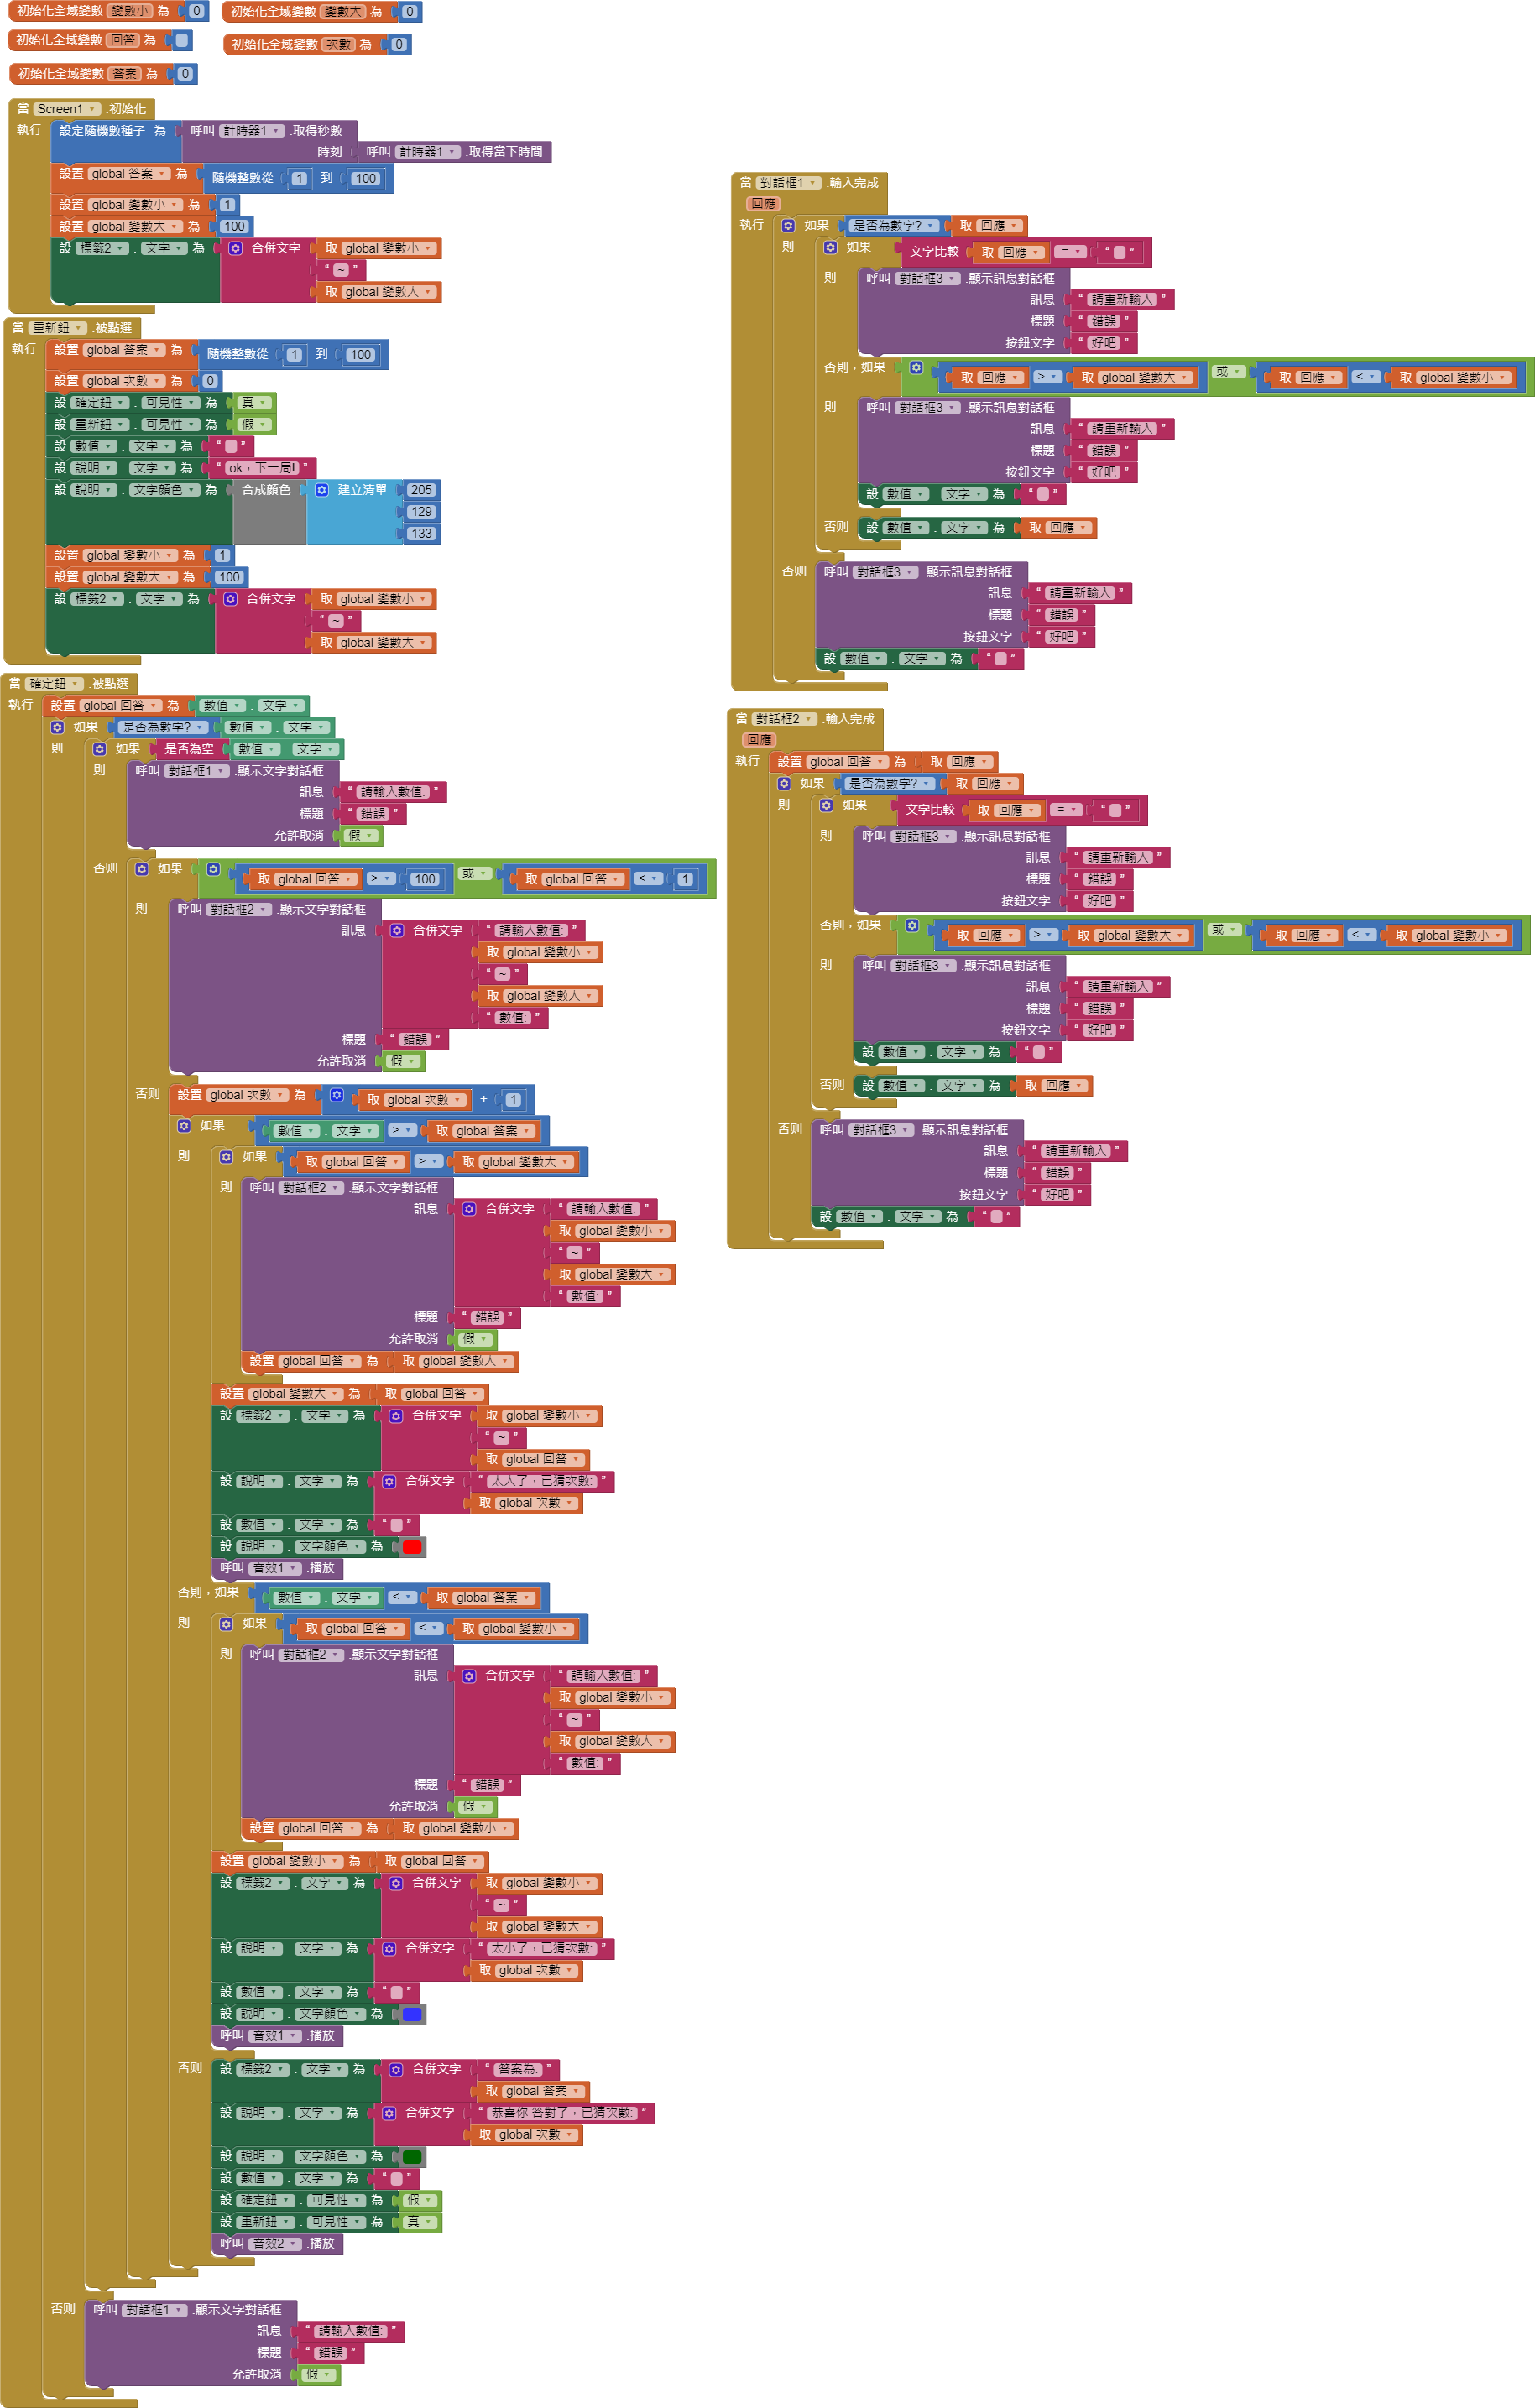 初始化全域變數 變數小 為 0
初始化全域變數 變數大 為 0
初始化全域變數 回答 為
初始化全域變數 次數 為 0
初始化全域變數 答案 為 0
當 Screen1 .初始化
執行 設定隨機數種子 為 呼叫 計時器1 .取得秒數
時刻 呼叫 計時器1 .取得當下時間
設置 global 答案 為 隨機整數從 1 到 100
設置 global 變數小 為 1
設置 global 變數大 為 100
設 標籤2 . 文字 為 合併文字 取 global 變數小
“ ~ ”
取 global 變數大
當 重新鈕 .被點選
執行 設置 global 答案 為 隨機整數從 1 到 100
設置 global 次數 為 0
設 確定鈕 . 可見性 為 真
設 重新鈕 . 可見性 為 假
設 數值 . 文字 為 “ ”
設 說明 . 文字 為 “ ok，下一局! ”
設 說明 . 文字顏色 為 合成顏色 建立清單 205
129
133
設置 global 變數小 為 1
設置 global 變數大 為 100
設 標籤2 . 文字 為 合併文字 取 global 變數小
“ ~ ”
取 global 變數大
當 確定鈕 .被點選
執行 設置 global 回答 為 數值 . 文字
如果 是否為數字? 數值 . 文字
則 如果 是否為空 數值 . 文字
則 呼叫 對話框1 .顯示文字對話框
訊息 “ 請輸入數值: ”
標題 “ 錯誤 ”
允許取消 假
否則 如果 取 global 回答 > 100 或 取 global 回答 < 1
則 呼叫 對話框2 .顯示文字對話框
訊息 合併文字 “ 請輸入數值: ”
取 global 變數小
“ ~ ”
取 global 變數大
“ 數值: ”
標題 “ 錯誤 ”
允許取消 假
否則 設置 global 次數 為 取 global 次數 + 1
如果 數值 . 文字 > 取 global 答案
則 如果 取 global 回答 > 取 global 變數大
則 呼叫 對話框2 .顯示文字對話框
訊息 合併文字 “ 請輸入數值: ”
取 global 變數小
“ ~ ”
取 global 變數大
“ 數值: ”
標題 “ 錯誤 ”
允許取消 假
設置 global 回答 為 取 global 變數大
設置 global 變數大 為 取 global 回答
設 標籤2 . 文字 為 合併文字 取 global 變數小
“ ~ ”
取 global 回答
設 說明 . 文字 為 合併文字 “ 太大了，已猜次數: ”
取 global 次數
設 數值 . 文字 為 “ ”
設 說明 . 文字顏色 為
呼叫 音效1 .播放
否則，如果 數值 . 文字 < 取 global 答案
則 如果 取 global 回答 < 取 global 變數小
則 呼叫 對話框2 .顯示文字對話框
訊息 合併文字 “ 請輸入數值: ”
取 global 變數小
“ ~ ”
取 global 變數大
“ 數值: ”
標題 “ 錯誤 ”
允許取消 假
設置 global 回答 為 取 global 變數小
設置 global 變數小 為 取 global 回答
設 標籤2 . 文字 為 合併文字 取 global 變數小
“ ~ ”
取 global 變數大
設 說明 . 文字 為 合併文字 “ 太小了，已猜次數: ”
取 global 次數
設 數值 . 文字 為 “ ”
設 說明 . 文字顏色 為
呼叫 音效1 .播放
否則 設 標籤2 . 文字 為 合併文字 “ 答案為: ”
取 global 答案
設 說明 . 文字 為 合併文字 “ 恭喜你 答對了，已猜次數: ”
取 global 次數
設 說明 . 文字顏色 為
設 數值 . 文字 為 “ ”
設 確定鈕 . 可見性 為 假
設 重新鈕 . 可見性 為 真
呼叫 音效2 .播放
否則 呼叫 對話框1 .顯示文字對話框
訊息 “ 請輸入數值: ”
標題 “ 錯誤 ”
允許取消 假
當 對話框1 .輸入完成
回應
執行 如果 是否為數字? 取 回應
則 如果 文字比較 取 回應 = “ ”
則 呼叫 對話框3 .顯示訊息對話框
訊息 “ 請重新輸入 ”
標題 “ 錯誤 ”
按鈕文字 “ 好吧 ”
否則，如果 取 回應 > 取 global 變數大 或 取 回應 < 取 global 變數小
則 呼叫 對話框3 .顯示訊息對話框
訊息 “ 請重新輸入 ”
標題 “ 錯誤 ”
按鈕文字 “ 好吧 ”
設 數值 . 文字 為 “ ”
否則 設 數值 . 文字 為 取 回應
否則 呼叫 對話框3 .顯示訊息對話框
訊息 “ 請重新輸入 ”
標題 “ 錯誤 ”
按鈕文字 “ 好吧 ”
設 數值 . 文字 為 “ ”
當 對話框2 .輸入完成
回應
執行 設置 global 回答 為 取 回應
如果 是否為數字? 取 回應
則 如果 文字比較 取 回應 = “ ”
則 呼叫 對話框3 .顯示訊息對話框
訊息 “ 請重新輸入 ”
標題 “ 錯誤 ”
按鈕文字 “ 好吧 ”
否則，如果 取 回應 > 取 global 變數大 或 取 回應 < 取 global 變數小
則 呼叫 對話框3 .顯示訊息對話框
訊息 “ 請重新輸入 ”
標題 “ 錯誤 ”
按鈕文字 “ 好吧 ”
設 數值 . 文字 為 “ ”
否則 設 數值 . 文字 為 取 回應
否則 呼叫 對話框3 .顯示訊息對話框
訊息 “ 請重新輸入 ”
標題 “ 錯誤 ”
按鈕文字 “ 好吧 ”
設 數值 . 文字 為 “ ”